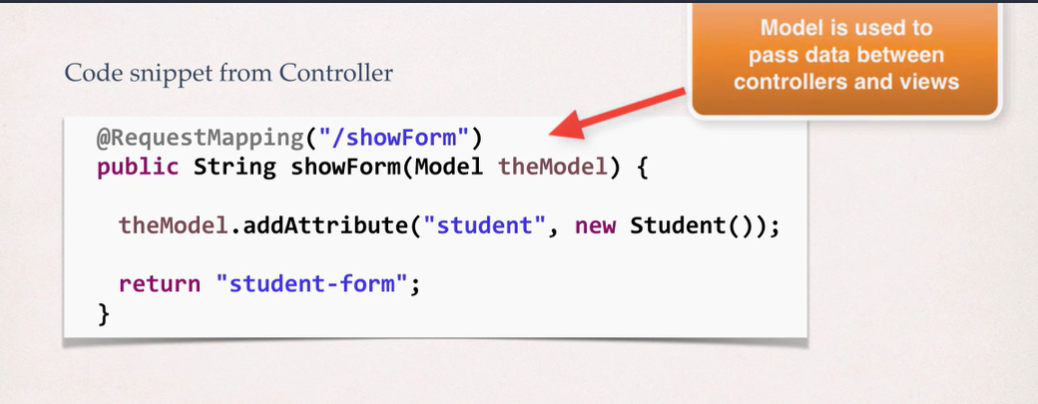 Model is used to
pass data between
controllers and views
Code snippet from Controller
@RequestMapping("/showForm")
public String showForm(Model theModel) {
theModel.addAttribute("student", new Student());
return "student-form";
}